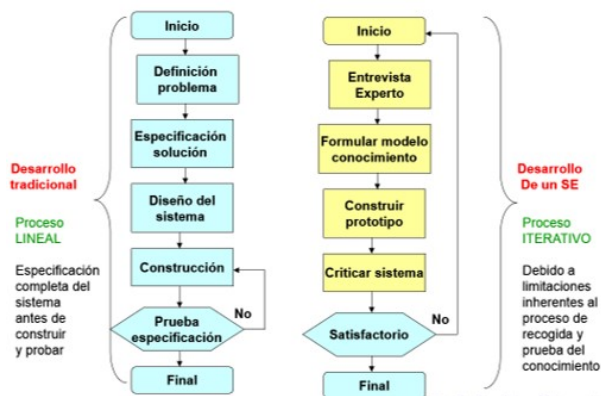 Desarrollo
tradicional
Proceso
LINEAL
Especificación
completa del
sistema
antes de
construir
y probar
Inicio
Definición
problema
Especificación
solución
Diseño del
sistema
Construcción
No
Prueba
especificación
Final
Inicio
Entrevista
Experto
Formular modelo
conocimiento
Construir
prototipo
Criticar sistema
No
Satisfactorio
Final
Desarrollo
De un SE
Proceso
ITERATIVO
Debido a
limitaciones
inherentes al
proceso de
recogida y
prueba del
conocimiento